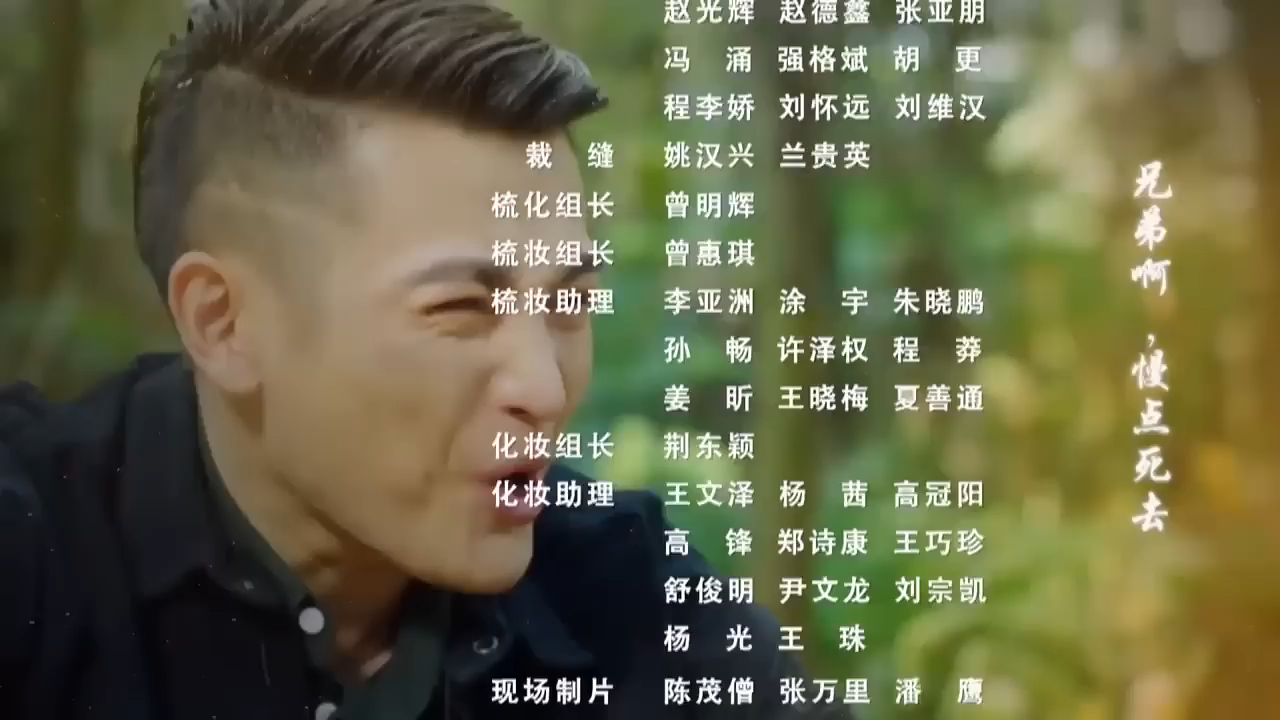 赵光辉 赵德鑫 张亚朋
冯 涌 强格斌 胡 更
程李娇 刘怀远 刘维汉
裁 缝 姚汉兴 兰贵英
梳化组长 曾明辉
梳妆组长 曾惠琪
梳妆助理 李亚洲 涂 宇 朱晓鹏
孙 畅 许泽权 程 莽
姜 昕 王晓梅 夏善通
化妆组长 荆东颖
化妆助理 王文泽 杨 茜 高冠阳
高 锋 郑诗康 王巧珍
舒俊明 尹文龙 刘宗凯
杨 光 王 珠
现场制片 陈茂僧 张万里 潘 鹰
兄弟啊，慢点死去